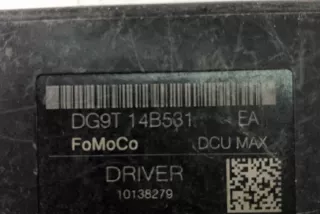 DG9T 14B531 EA
FoMoCo DCU MAX
DRIVER
10138279